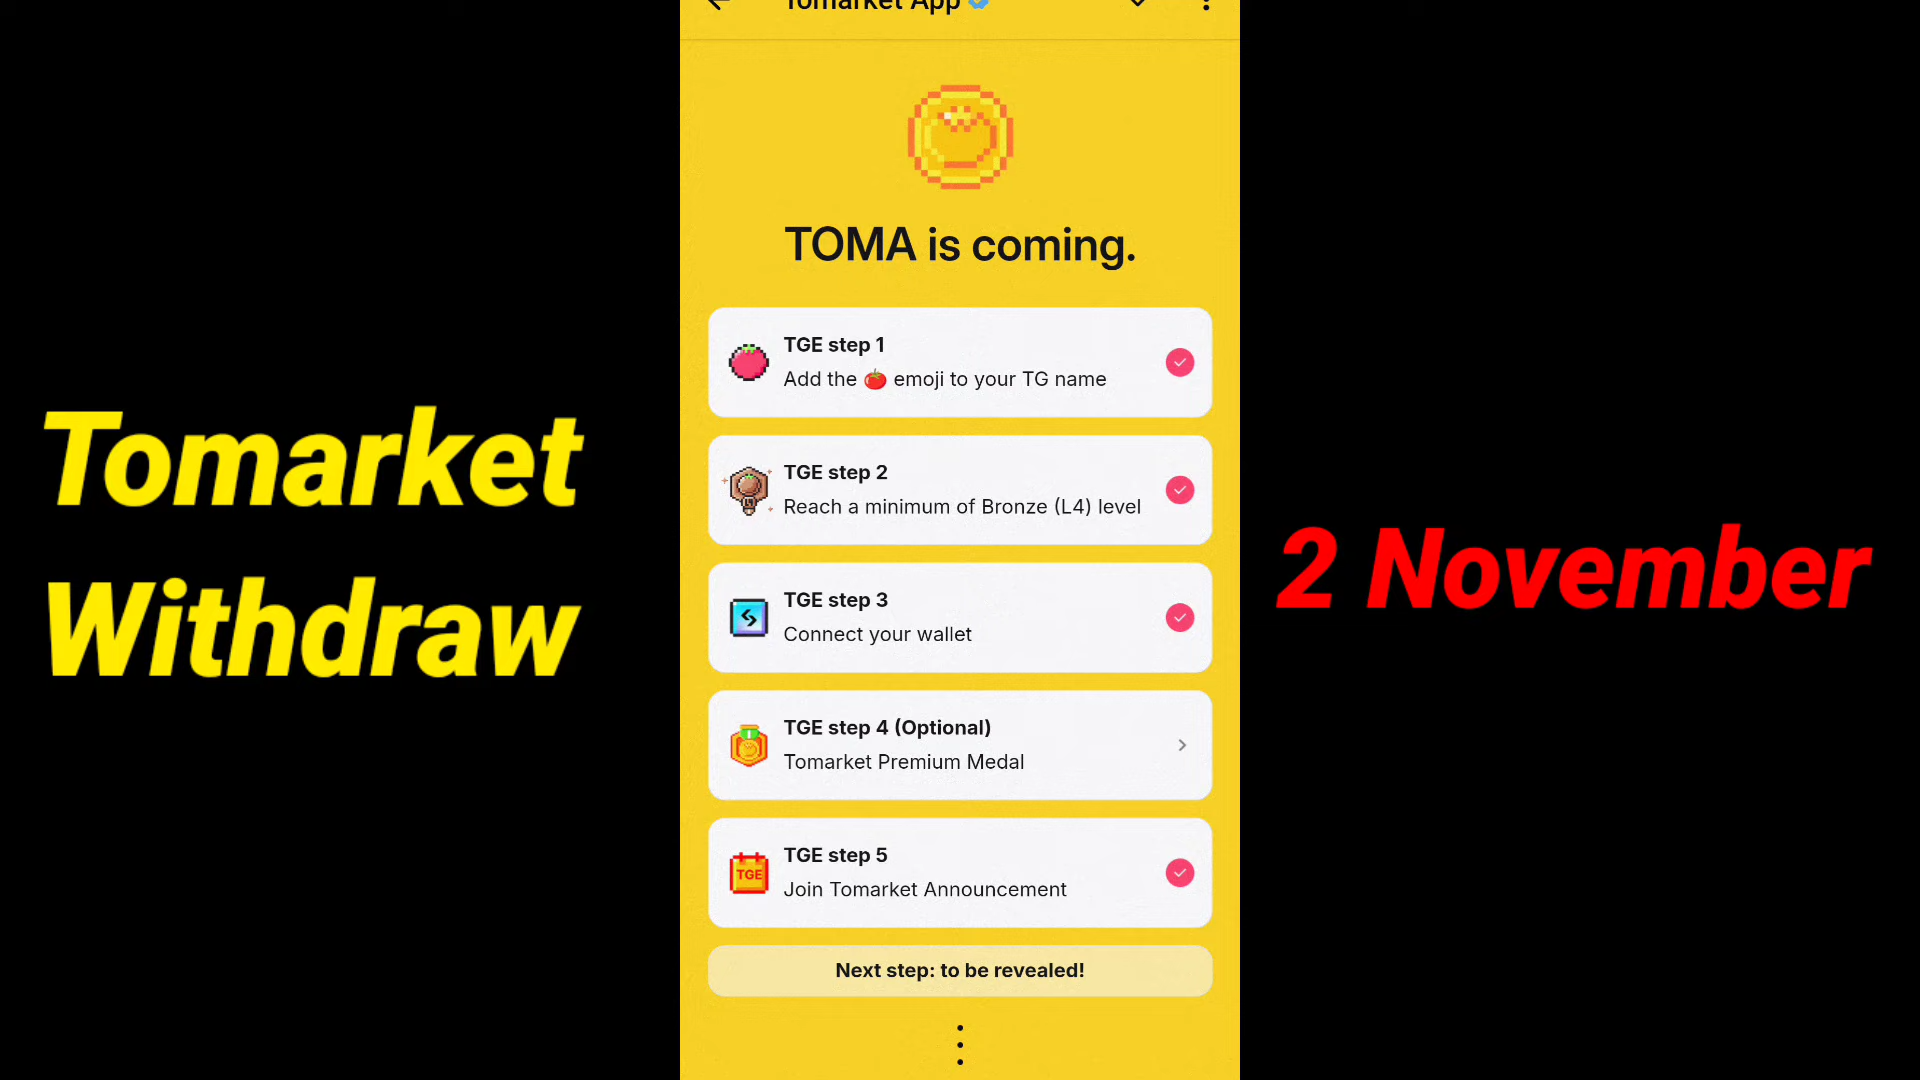 Tomarket App
TOMA is coming.
TGE step 1
Add the 🍅 emoji to your TG name
TGE step 2
Reach a minimum of Bronze (L4) level
TGE step 3
Connect your wallet
TGE step 4 (Optional)
Tomarket Premium Medal
TGE
TGE step 5
Join Tomarket Announcement
Next step: to be revealed!
Tomarket
Withdraw
2 November